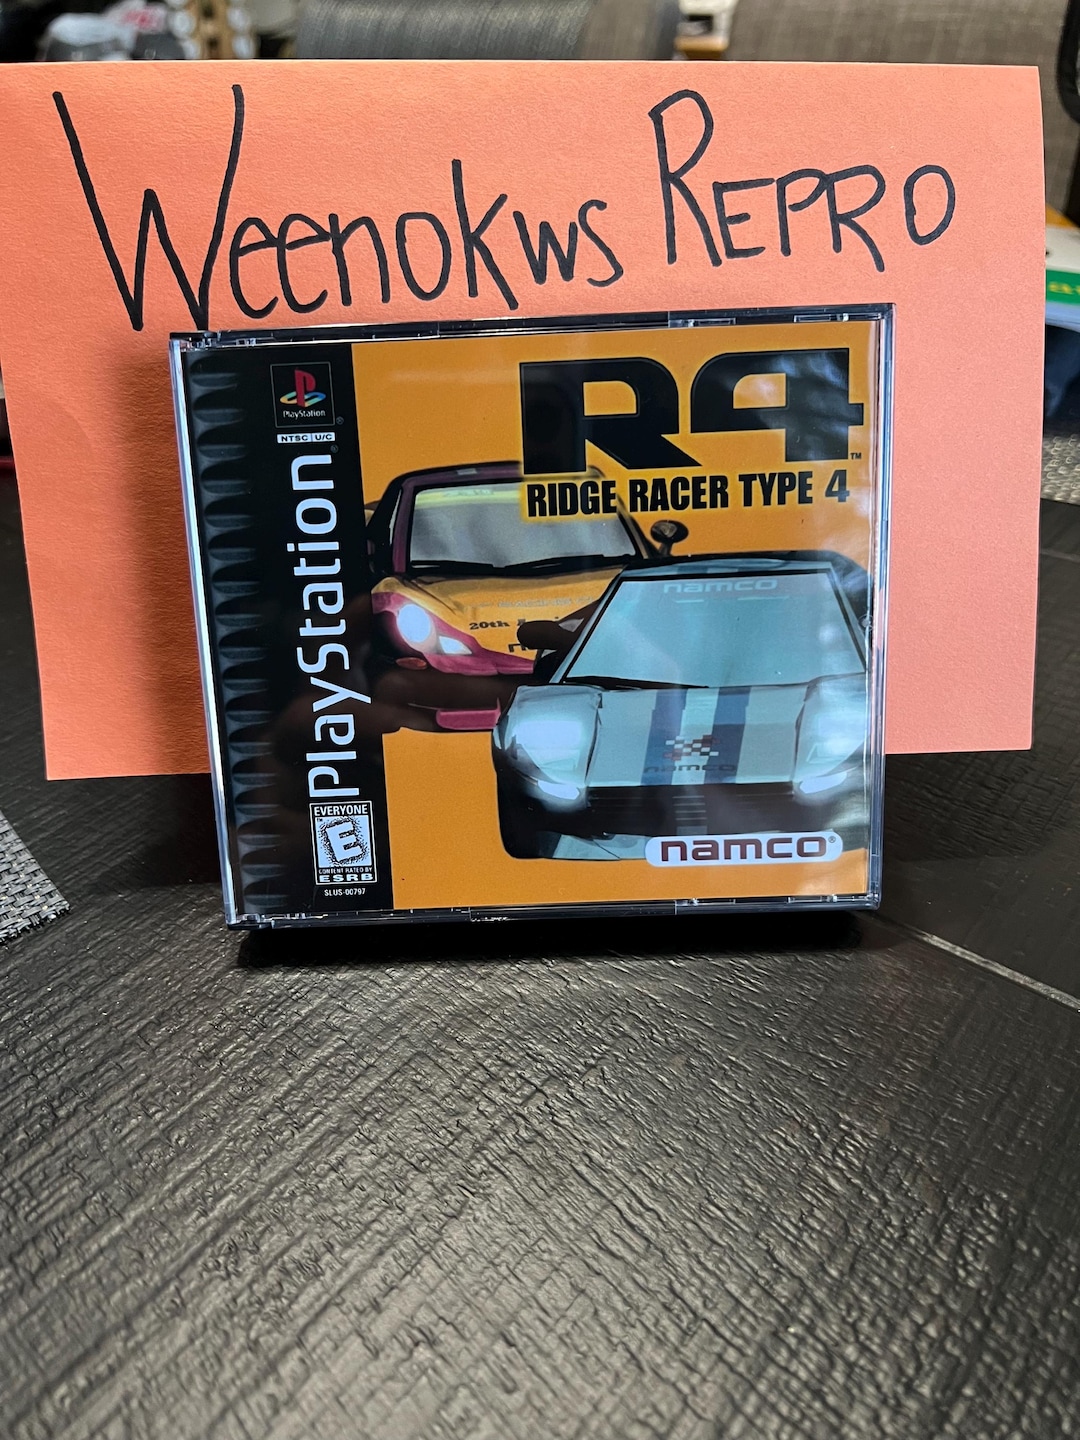 Weenokws REPRO
PlayStation
NTSC U/C
PlayStation
R4
RIDGE RACER TYPE 4
namco
20th
namco
namco
EVERYONE
E
CONTENT RATED BY
ESRB
SLUS-00797